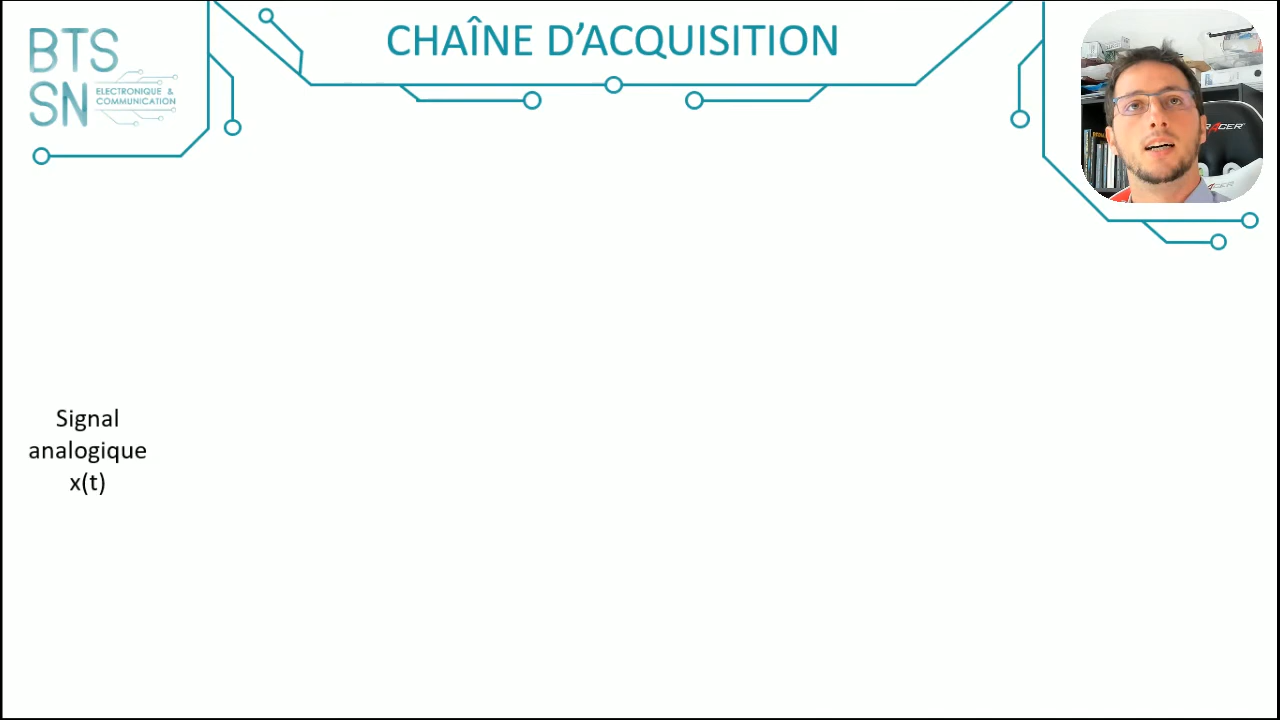 BTS
SN
ELECTRONIQUE &
COMMUNICATION
CHAÎNE D’ACQUISITION
Signal
analogique
x(t)